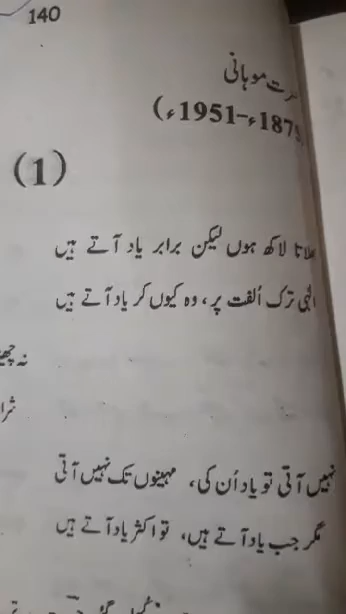 140
موہانی
(1875ء-1951ء)
(1)
لاکھ ہوں لیکن برابر یاد آتے ہیں
الٰہی ترکِ اُلفت پر، وہ کیوں کر یاد آتے ہیں
نہ
نہیں آتی تو یاد اُن کی، مہینوں تک نہیں آتی
مگر جب یاد آتے ہیں، تو اکثر یاد آتے ہیں